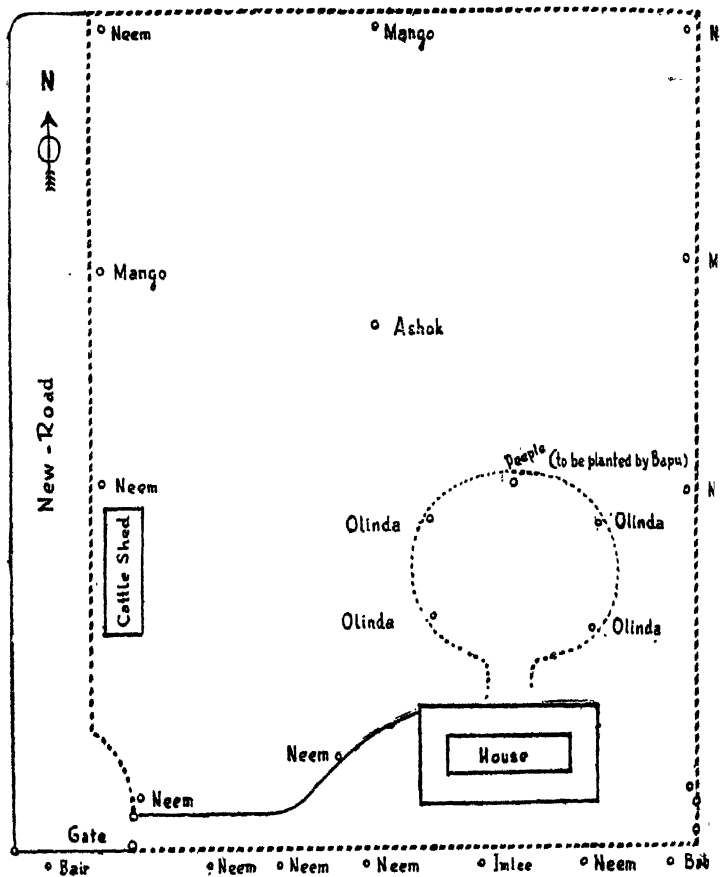 Neem
Mango
N
N
Mango
M
Ashok
New-Road
Peeple (to be planted by Bapu)
Neem
N
Olinda
Olinda
Cattle Shed
Olinda
Olinda
House
Neem
Neem
Gate
Bair
Neem
Neem
Neem
Imlee
Neem
Bab